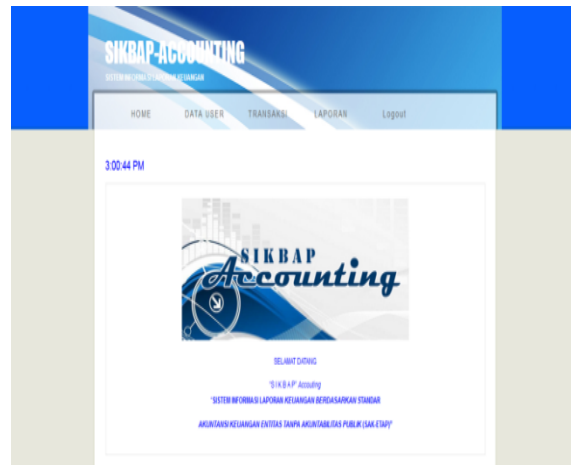 SIKBAP-ACCOUNTING
SISTEM INFORMASI LAPORAN KEUANGAN
HOME DATA USER TRANSAKSI LAPORAN Logout
3:00:44 PM
SIKBAP
Accounting
SELAMAT DATANG
"S I K B A P" Accouting
"SISTEM INFORMASI LAPORAN KEUANGAN BERDASARKAN STANDAR
AKUNTANSI KEUANGAN ENTITAS TANPA AKUNTABILITAS PUBLIK (SAK-ETAP)"